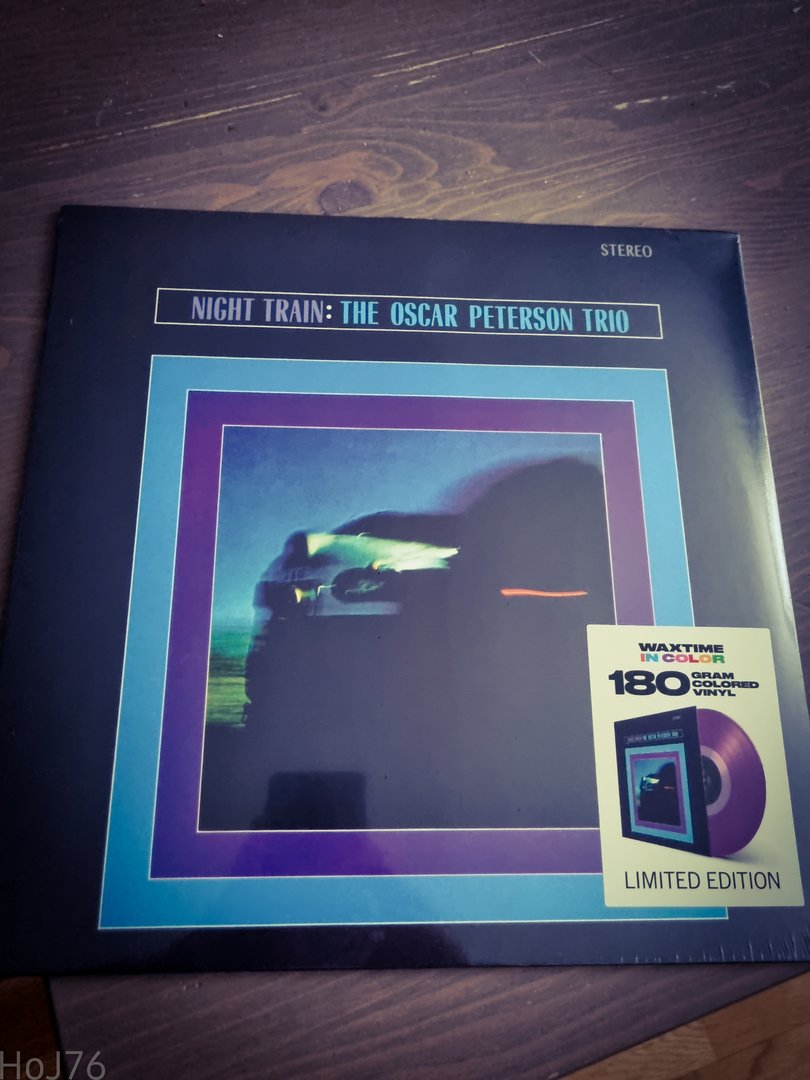 STEREO
NIGHT TRAIN: THE OSCAR PETERSON TRIO
WAXTIME
IN COLOR
180 GRAM
COLORED
VINYL
LIMITED EDITION
HoJ76